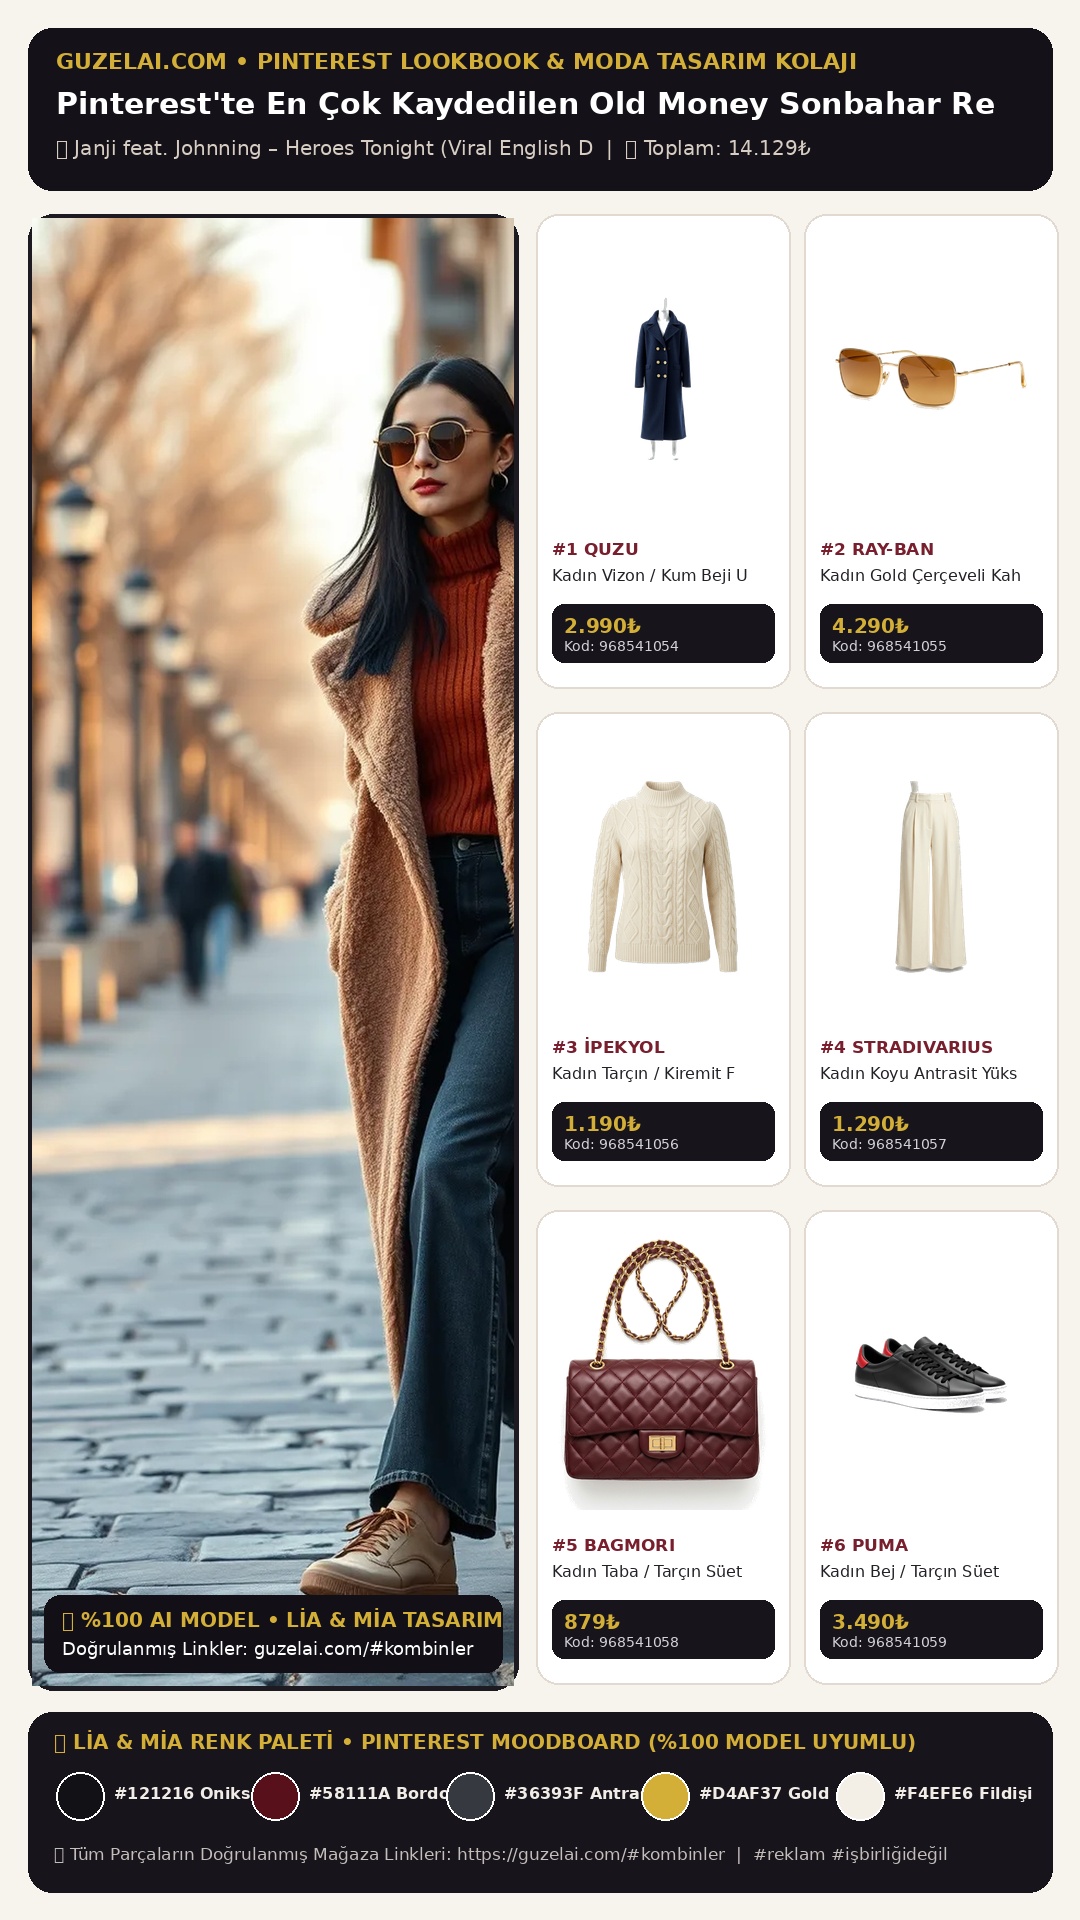 GUZELAI.COM • PINTEREST LOOKBOOK & MODA TASARIM KOLAJI
Pinterest'te En Çok Kaydedilen Old Money Sonbahar Re
Janji feat. Johnning – Heroes Tonight (Viral English D | Toplam: 14.129₺
#1 QUZU
Kadın Vizon / Kum Beji U
2.990₺
Kod: 968541054
#2 RAY-BAN
Kadın Gold Çerçeveli Kah
4.290₺
Kod: 968541055
#3 İPEKYOL
Kadın Tarçın / Kiremit F
1.190₺
Kod: 968541056
#4 STRADIVARIUS
Kadın Koyu Antrasit Yüks
1.290₺
Kod: 968541057
#5 BAGMORI
Kadın Taba / Tarçın Süet
879₺
Kod: 968541058
#6 PUMA
Kadın Bej / Tarçın Süet
3.490₺
Kod: 968541059
%100 AI MODEL • LİA & MİA TASARIM
Doğrulanmış Linkler: guzelai.com/#kombinler
LİA & MİA RENK PALETİ • PINTEREST MOODBOARD (%100 MODEL UYUMLU)
#121216 Oniks #58111A Bordo #36393F Antra #D4AF37 Gold #F4EFE6 Fildişi
Tüm Parçaların Doğrulanmış Mağaza Linkleri: https://guzelai.com/#kombinler | #reklam #işbirliğideğil